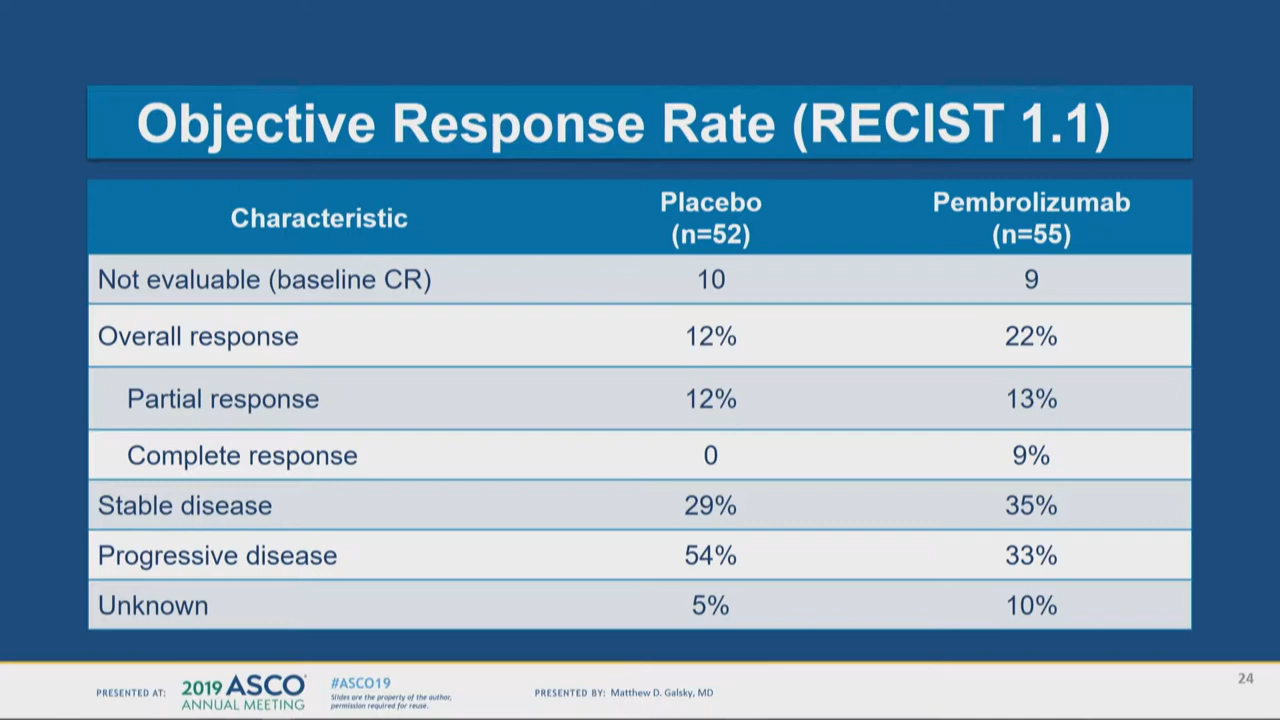 Objective Response Rate (RECIST 1.1)
Characteristic Placebo (n=52) Pembrolizumab (n=55)
Not evaluable (baseline CR) 10 9
Overall response 12% 22%
Partial response 12% 13%
Complete response 0 9%
Stable disease 29% 35%
Progressive disease 54% 33%
Unknown 5% 10%
PRESENTED AT:
2019 ASCO
ANNUAL MEETING
#ASCO19
Slides are the property of the author,
permission required for reuse.
PRESENTED BY: Matthew D. Galsky, MD
24